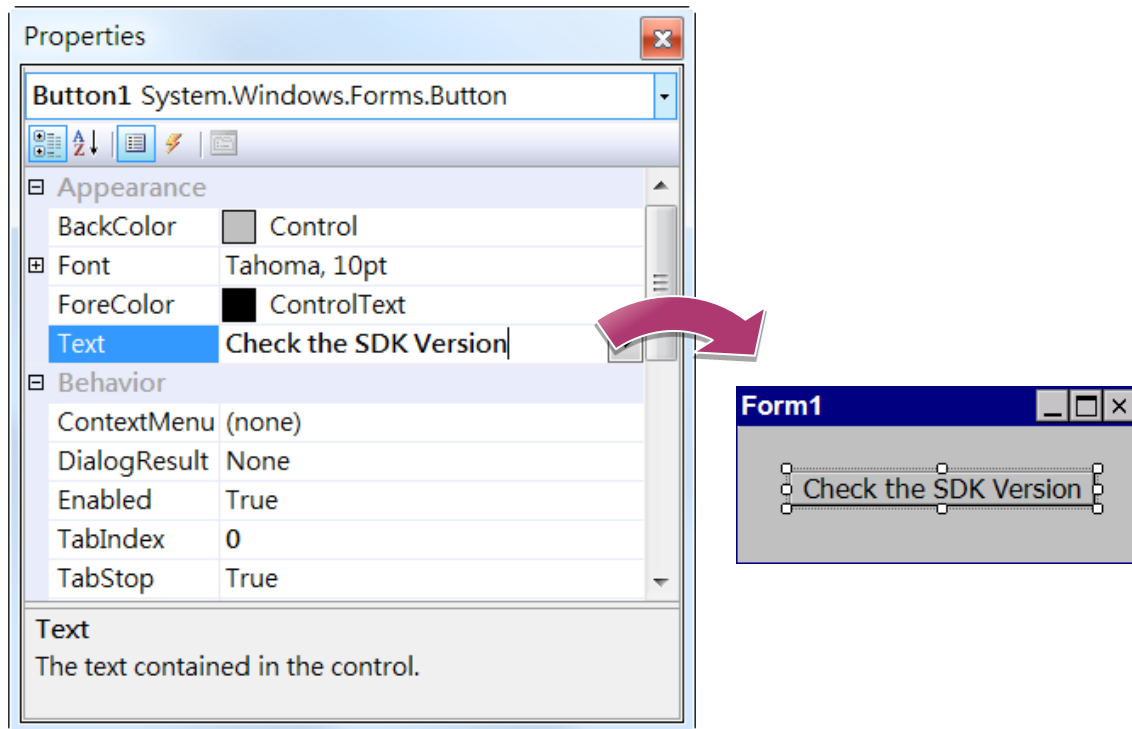 Properties
Button1 System.Windows.Forms.Button
Appearance
BackColor Control
Font Tahoma, 10pt
ForeColor ControlText
Text Check the SDK Version
Behavior
ContextMenu (none)
DialogResult None
Enabled True
TabIndex 0
TabStop True
Text
The text contained in the control.
Form1
Check the SDK Version